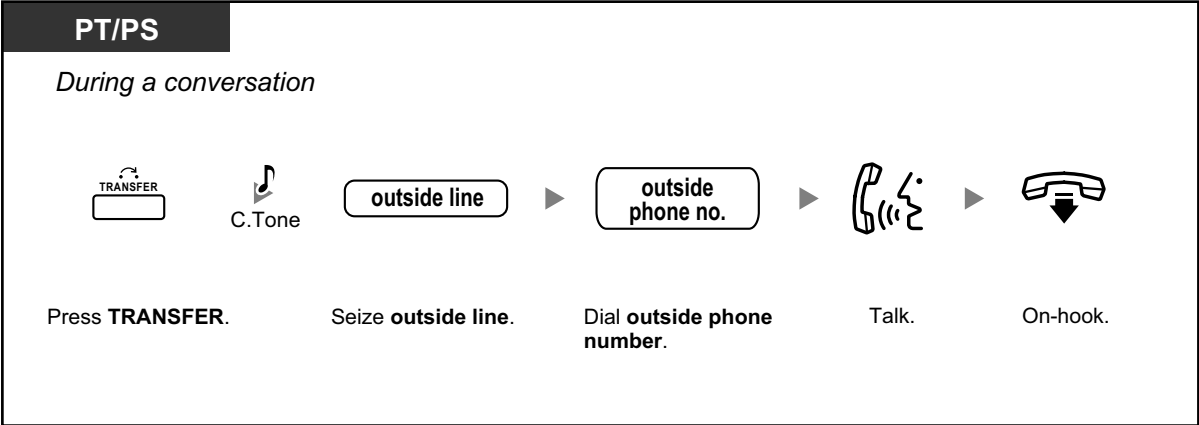 PT/PS
During a conversation
TRANSFER
C.Tone
outside line
outside
phone no.
Press TRANSFER.
Seize outside line.
Dial outside phone
number.
Talk.
On-hook.